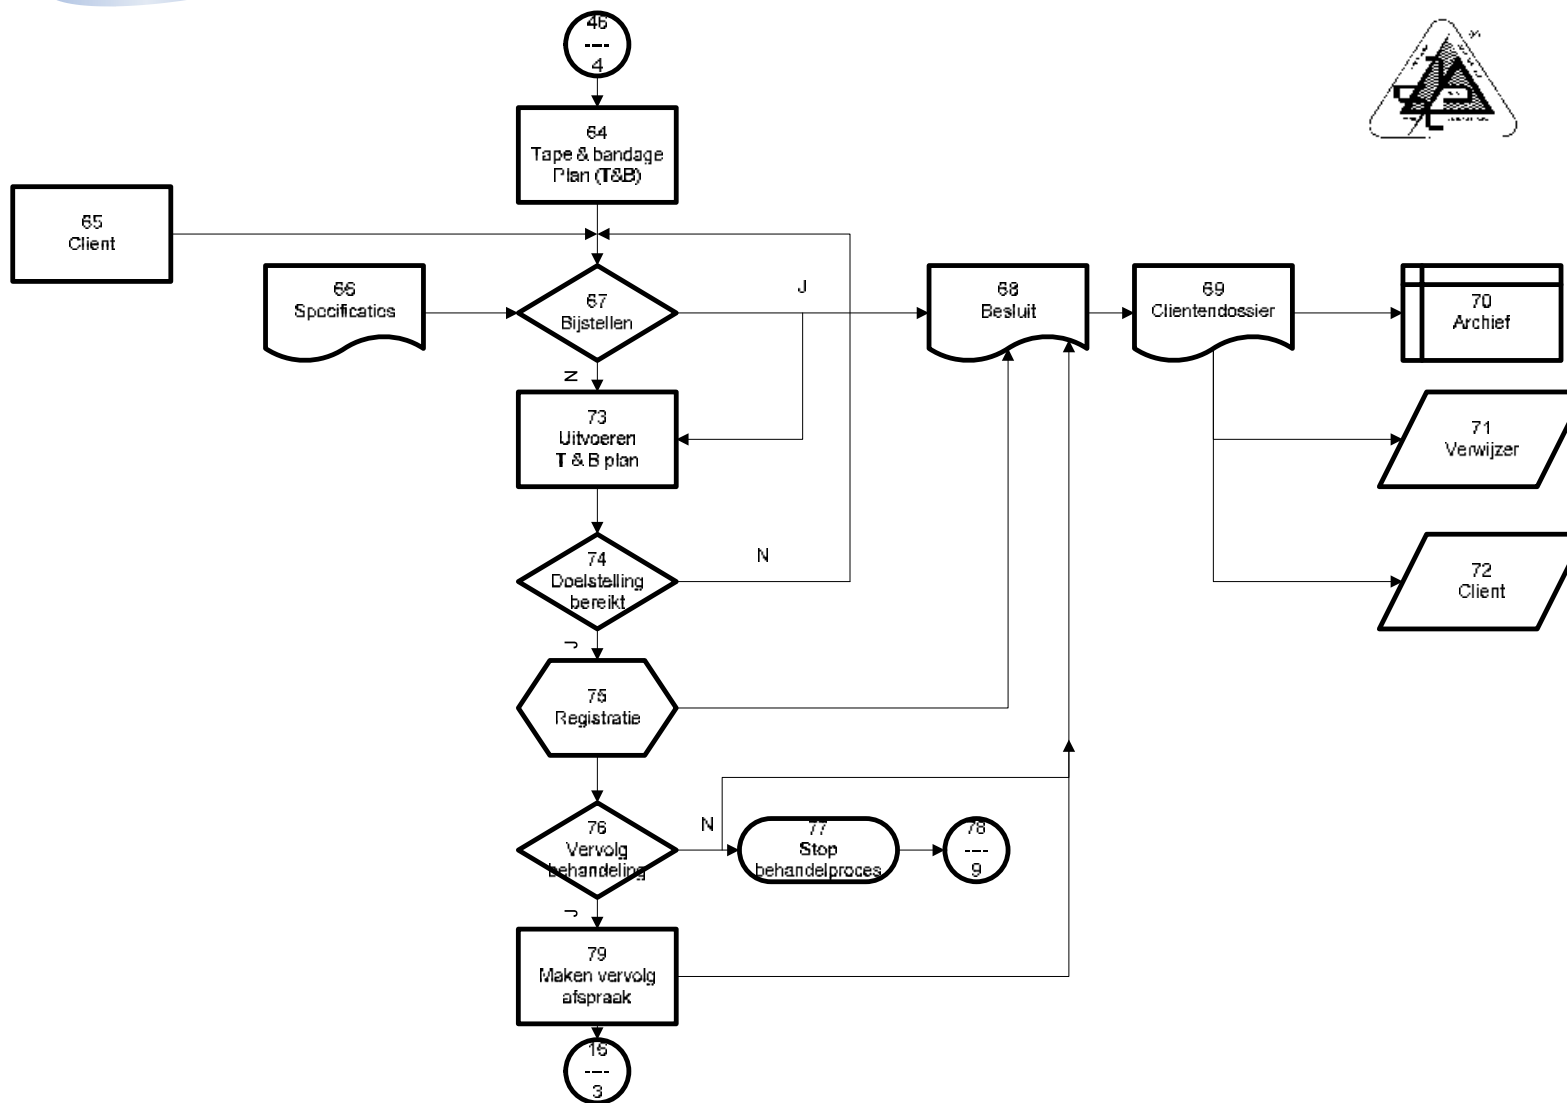 46
----
4
64
Tape & bandage
Plan (T&B)
65
Client
66
Specificaties
67
Bijstellen
J
68
Besluit
69
Clientendossier
70
Archief
N
73
Uitvoeren
T & B plan
71
Verwijzer
74
Doelstelling
bereikt
N
72
Client
J
75
Registratie
76
Vervolg
behandeling
N
77
Stop
behandelproces
78
----
9
J
79
Maken vervolg
afspraak
16
----
3